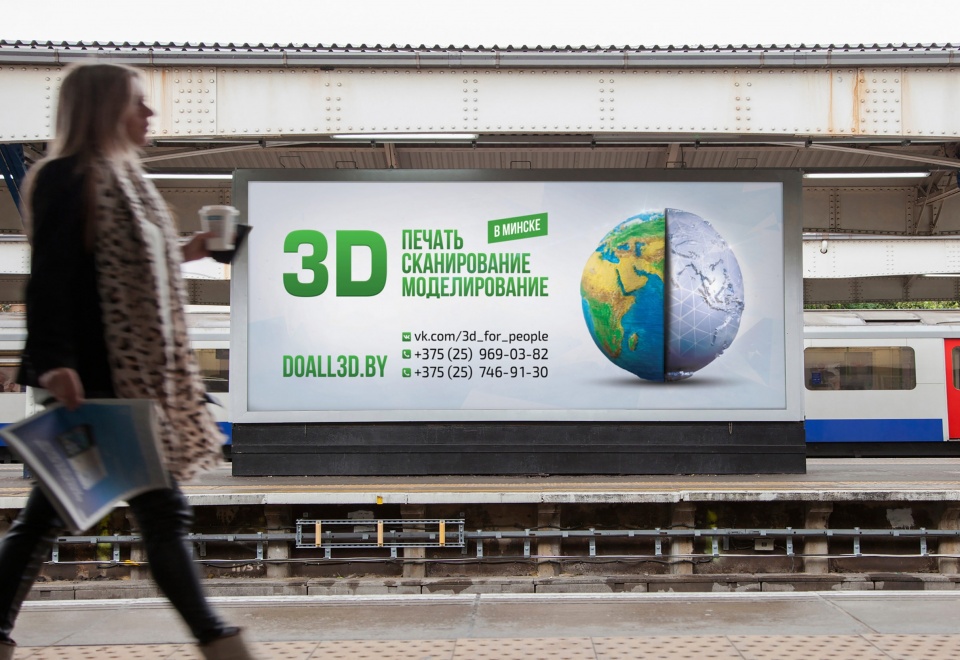 3D
ПЕЧАТЬ
В МИНСКЕ
СКАНИРОВАНИЕ
МОДЕЛИРОВАНИЕ
vk.com/3d_for_people
+375 (25) 969-03-82
+375 (25) 746-91-30
DOALL3D.BY